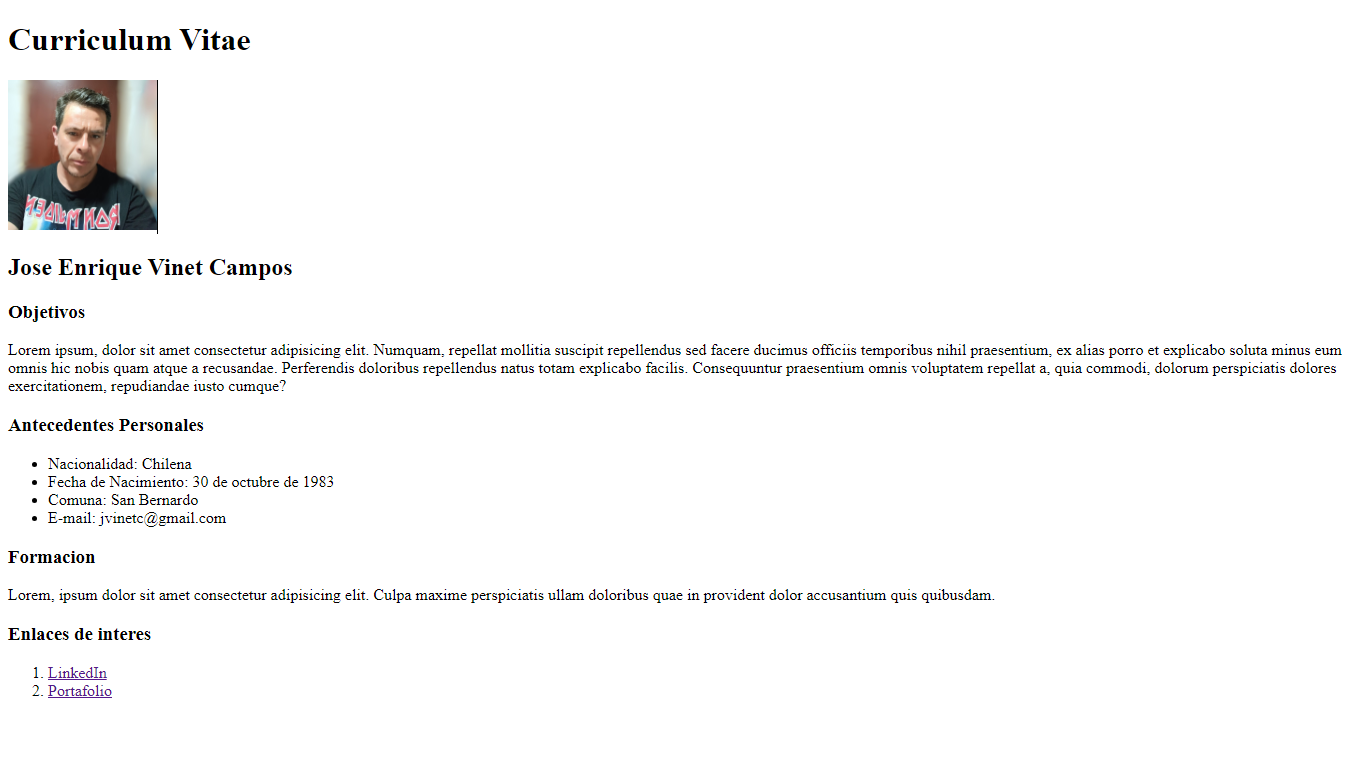 Curriculum Vitae
IRON MAIDEN
Jose Enrique Vinet Campos
Objetivos
Lorem ipsum, dolor sit amet consectetur adipisicing elit. Numquam, repellat mollitia suscipit repellendus sed facere ducimus officiis temporibus nihil praesentium, ex alias porro et explicabo soluta minus eum
omnis hic nobis quam atque a recusandae. Perferendis doloribus repellendus natus totam explicabo facilis. Consequuntur praesentium omnis voluptatem repellat a, quia commodi, dolorum perspiciatis dolores
exercitationem, repudiandae iusto cumque?
Antecedentes Personales
• Nacionalidad: Chilena
• Fecha de Nacimiento: 30 de octubre de 1983
• Comuna: San Bernardo
• E-mail: jvinetc@gmail.com
Formacion
Lorem, ipsum dolor sit amet consectetur adipisicing elit. Culpa maxime perspiciatis ullam doloribus quae in provident dolor accusantium quis quibusdam.
Enlaces de interes
1. LinkedIn
2. Portafolio